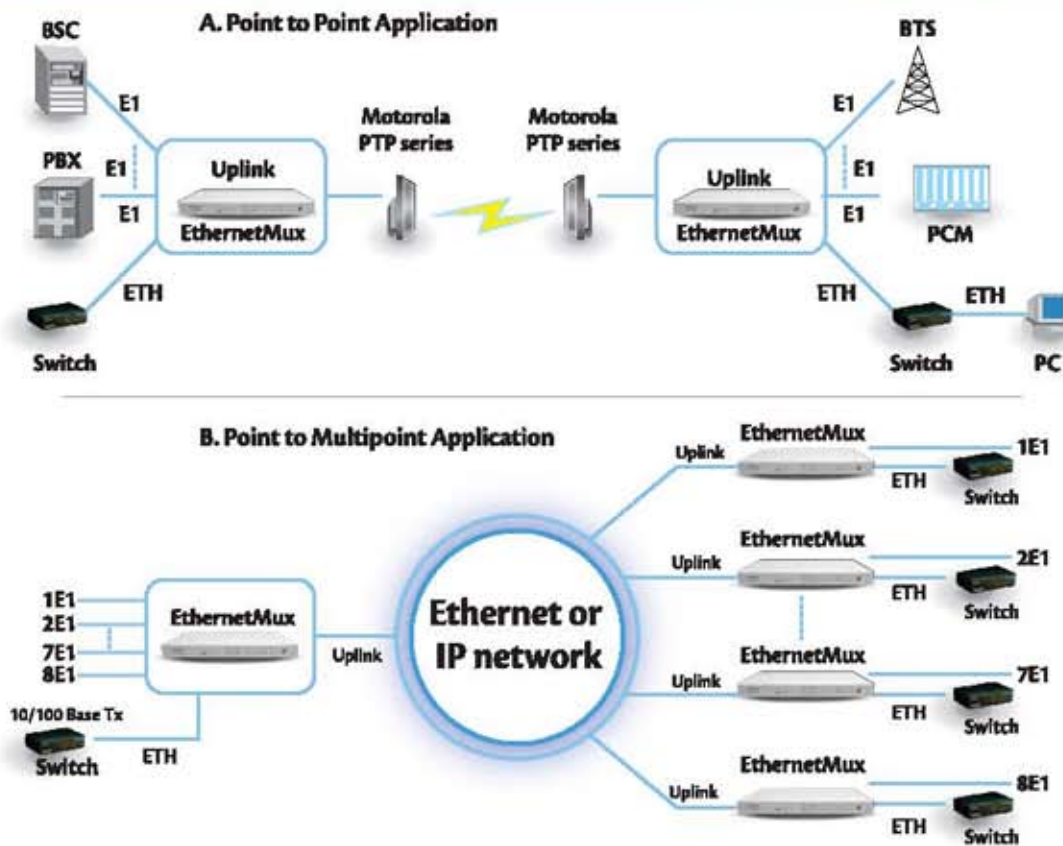 A. Point to Point Application
BSC
BTS
E1
E1
Motorola
PTP series
Motorola
PTP series
PBX
E1
E1
Uplink
EthernetMux
Uplink
EthernetMux
E1
E1
PCM
ETH
ETH
ETH
Switch
Switch
PC
B. Point to Multipoint Application
Uplink
EthernetMux
1E1
ETH
Switch
Uplink
EthernetMux
2E1
ETH
Switch
1E1
2E1
7E1
8E1
EthernetMux
Uplink
Ethernet or
IP network
10/100 Base Tx
ETH
Switch
Uplink
EthernetMux
7E1
ETH
Switch
Uplink
EthernetMux
8E1
ETH
Switch